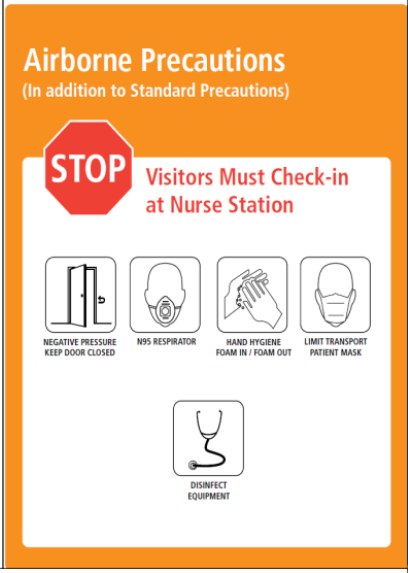 Airborne Precautions
(In addition to Standard Precautions)
STOP
Visitors Must Check-in
at Nurse Station
NEGATIVE PRESSURE
KEEP DOOR CLOSED
N95 RESPIRATOR
HAND HYGIENE
FOAM IN / FOAM OUT
LIMIT TRANSPORT
PATIENT MASK
DISINFECT
EQUIPMENT